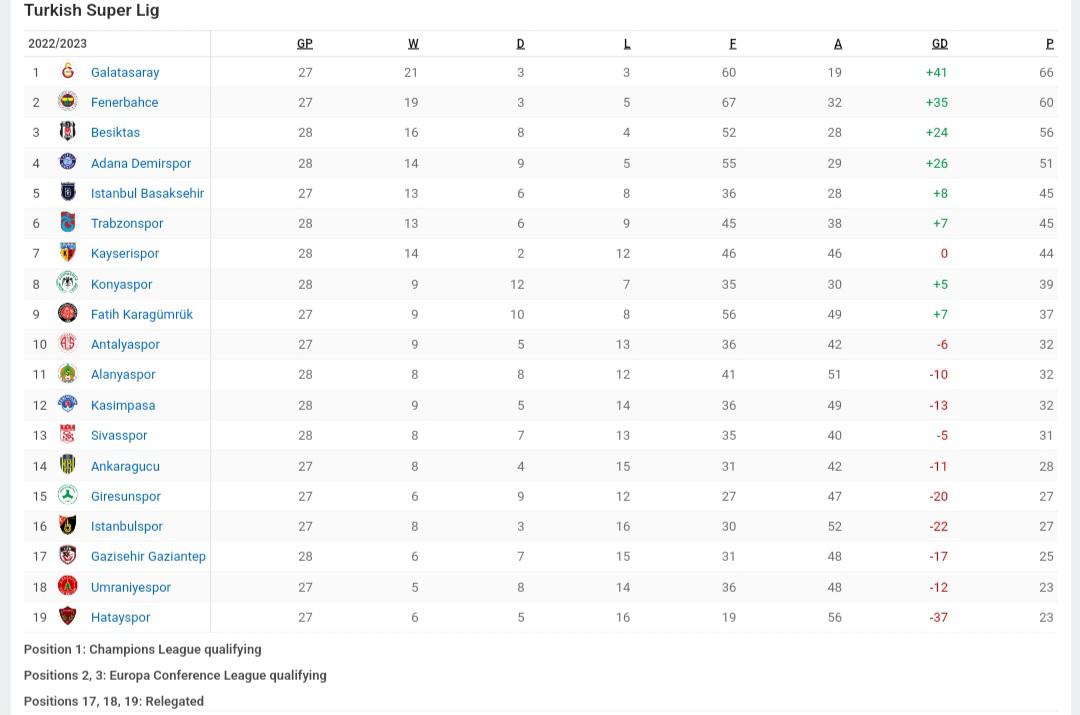 Turkish Super Lig
2022/2023 GP W D L F A GD P
1 Galatasaray 27 21 3 3 60 19 +41 66
2 Fenerbahce 27 19 3 5 67 32 +35 60
3 Besiktas 28 16 8 4 52 28 +24 56
4 Adana Demirspor 28 14 9 5 55 29 +26 51
5 Istanbul Basaksehir 27 13 6 8 36 28 +8 45
6 Trabzonspor 28 13 6 9 45 38 +7 45
7 Kayserispor 28 14 2 12 46 46 0 44
8 Konyaspor 28 9 12 7 35 30 +5 39
9 Fatih Karagümrük 27 9 10 8 56 49 +7 37
10 Antalyaspor 27 9 5 13 36 42 -6 32
11 Alanyaspor 28 8 8 12 41 51 -10 32
12 Kasimpasa 28 9 5 14 36 49 -13 32
13 Sivasspor 28 8 7 13 35 40 -5 31
14 Ankaragucu 27 8 4 15 31 42 -11 28
15 Giresunspor 27 6 9 12 27 47 -20 27
16 Istanbulspor 27 8 3 16 30 52 -22 27
17 Gazisehir Gaziantep 28 6 7 15 31 48 -17 25
18 Umraniyespor 27 5 8 14 36 48 -12 23
19 Hatayspor 27 6 5 16 19 56 -37 23
Position 1: Champions League qualifying
Positions 2, 3: Europa Conference League qualifying
Positions 17, 18, 19: Relegated